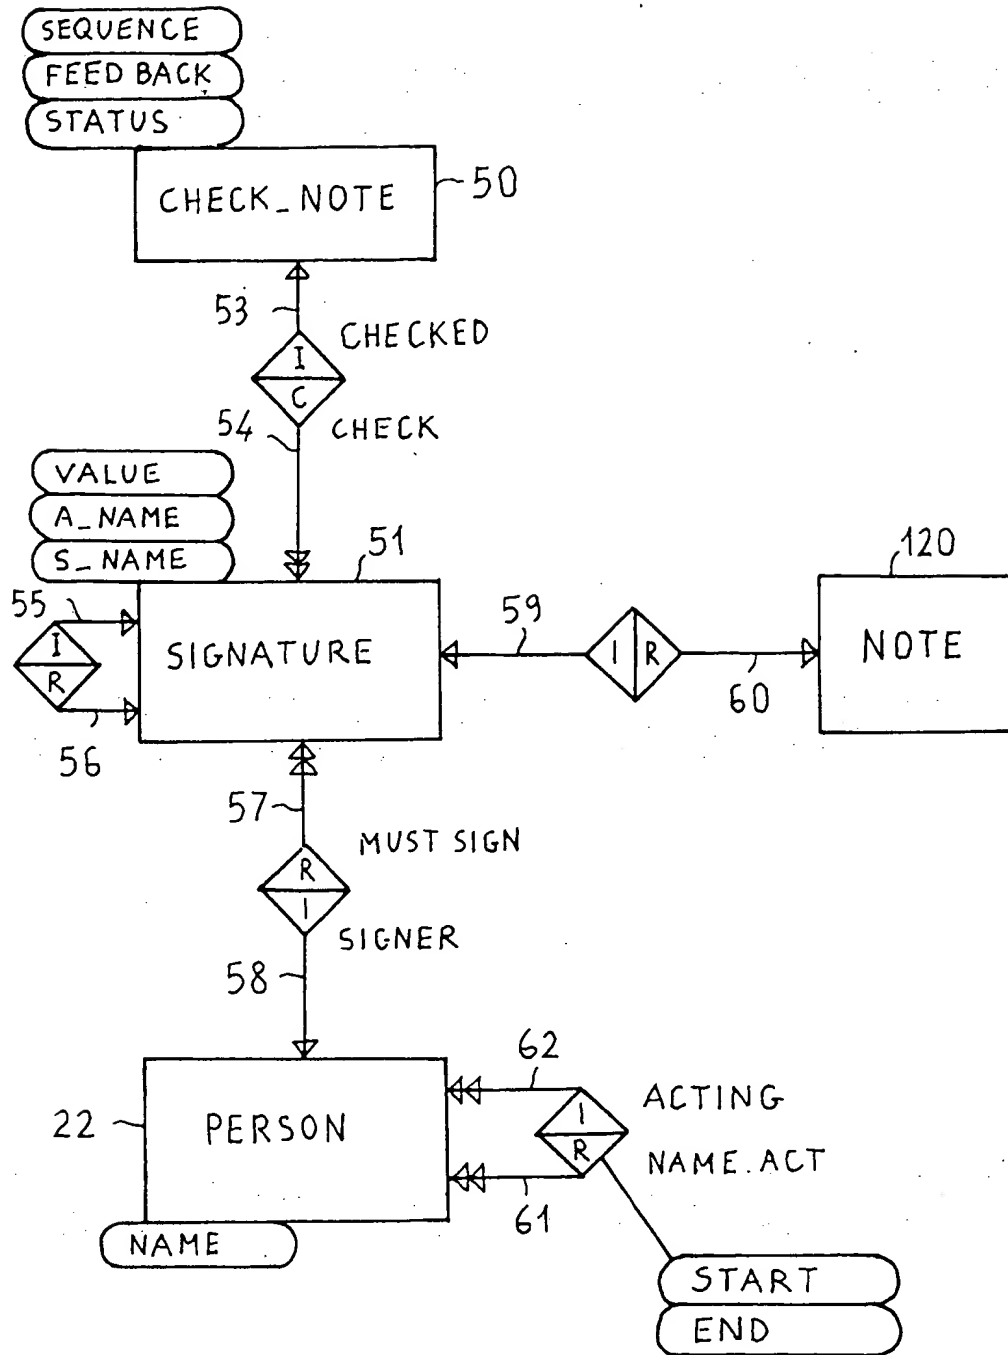 SEQUENCE
FEED BACK
STATUS
CHECK_NOTE
50
53
CHECKED
I
C
54
CHECK
VALUE
A_NAME
S_NAME
51
120
55
59
I
R
SIGNATURE
I R
NOTE
60
56
57
MUST SIGN
R
I
SIGNER
58
62
22
PERSON
I
R
ACTING
NAME.ACT
61
NAME
START
END